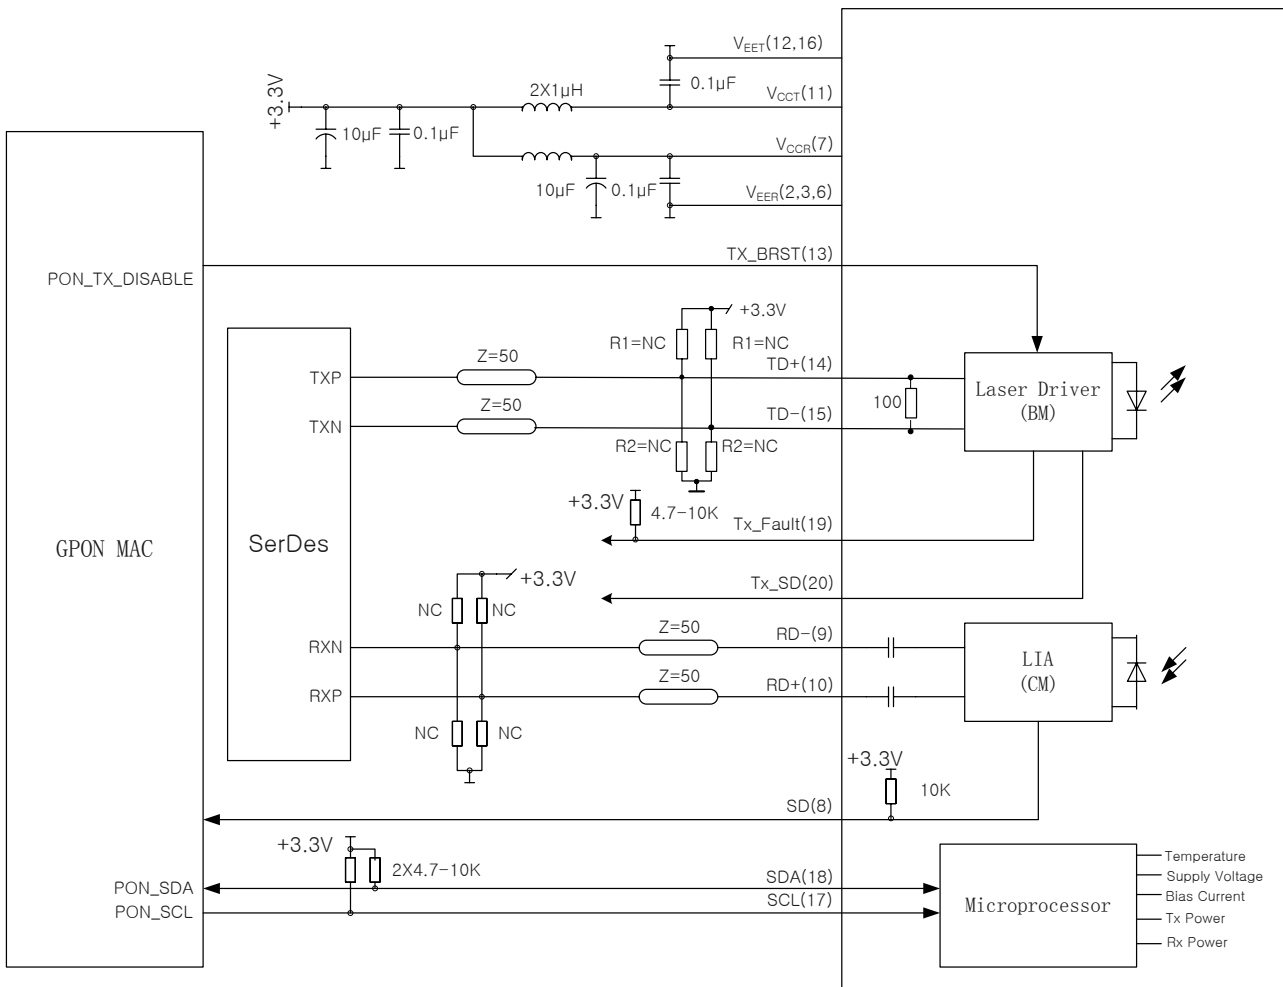 V_EET(12,16)
+3.3V
2X1μH
0.1μF
V_CCT(11)
10μF
0.1μF
V_CCR(7)
10μF
0.1μF
V_EER(2,3,6)
TX_BRST(13)
PON_TX_DISABLE
+3.3V
R1=NC
R1=NC
Z=50
TXP
TD+(14)
Laser Driver
(BM)
100
Z=50
TXN
TD-(15)
R2=NC
R2=NC
+3.3V
4.7-10K
Tx_Fault(19)
GPON MAC
SerDes
+3.3V
Tx_SD(20)
NC
NC
Z=50
RXN
RD-(9)
LIA
(CM)
Z=50
RXP
RD+(10)
NC
NC
+3.3V
10K
SD(8)
+3.3V
2X4.7-10K
PON_SDA
SDA(18)
PON_SCL
SCL(17)
Microprocessor
Temperature
Supply Voltage
Bias Current
Tx Power
Rx Power